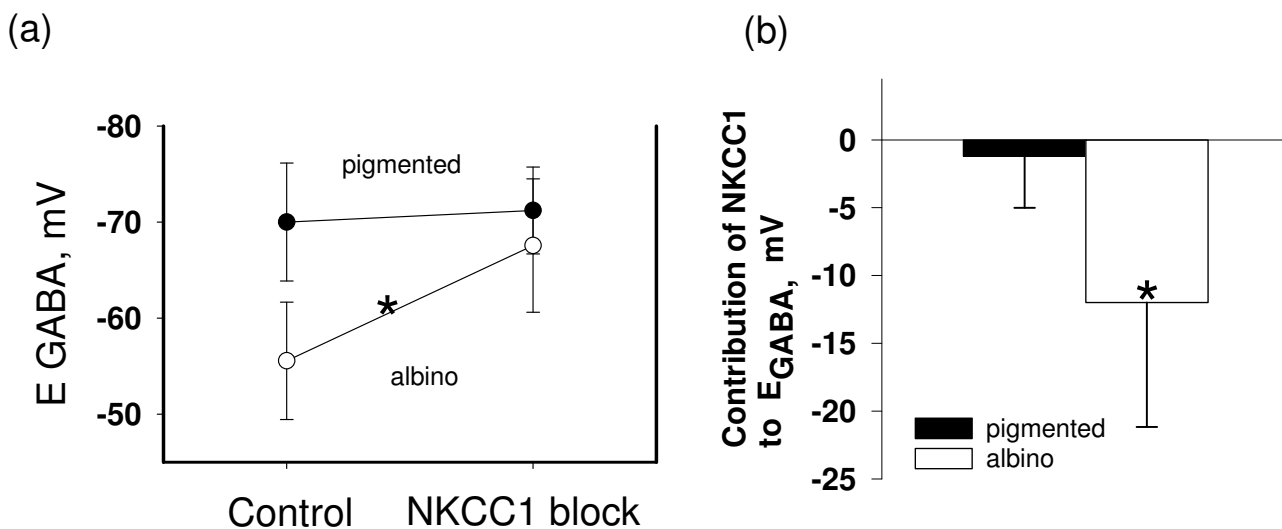 (a)
-80
-70
-60
-50
E GABA, mV
pigmented
*
albino
Control NKCC1 block
(b)
Contribution of NKCC1
to EGABA, mV
0
-5
-10
-15
-20
-25
*
pigmented
albino